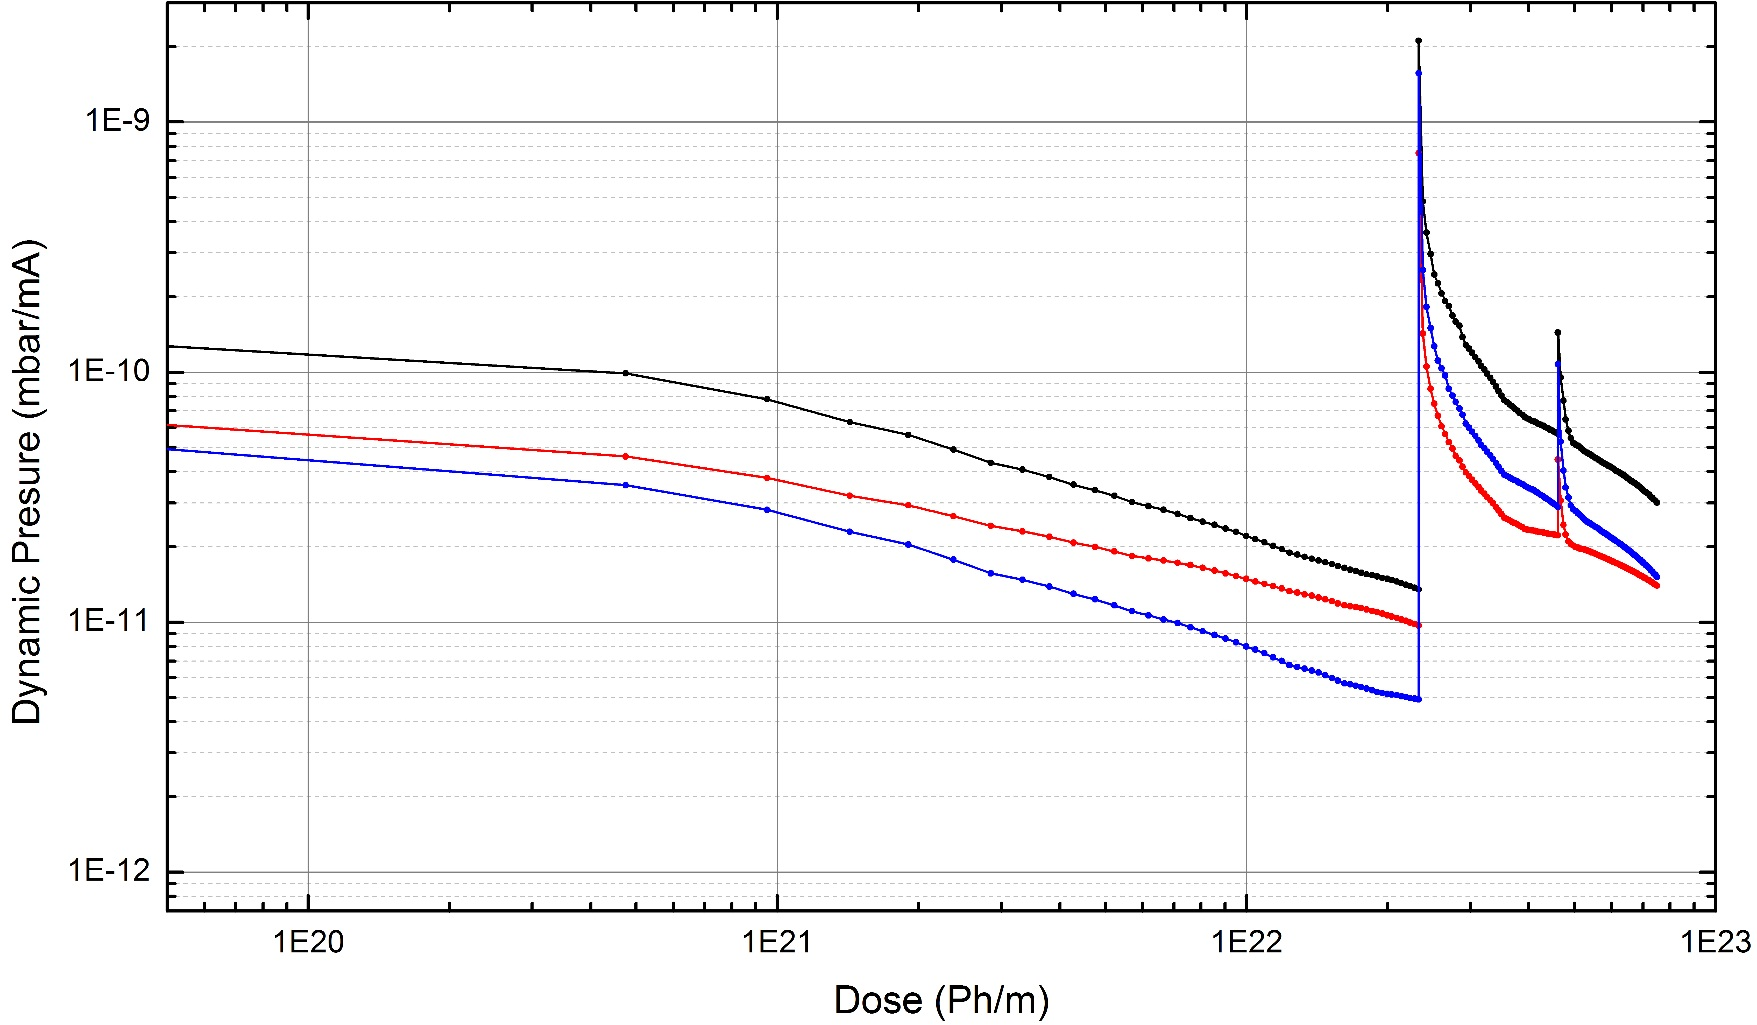 Dynamic Presure (mbar/mA)
1E-9
1E-10
1E-11
1E-12
1E20
1E21
1E22
1E23
Dose (Ph/m)